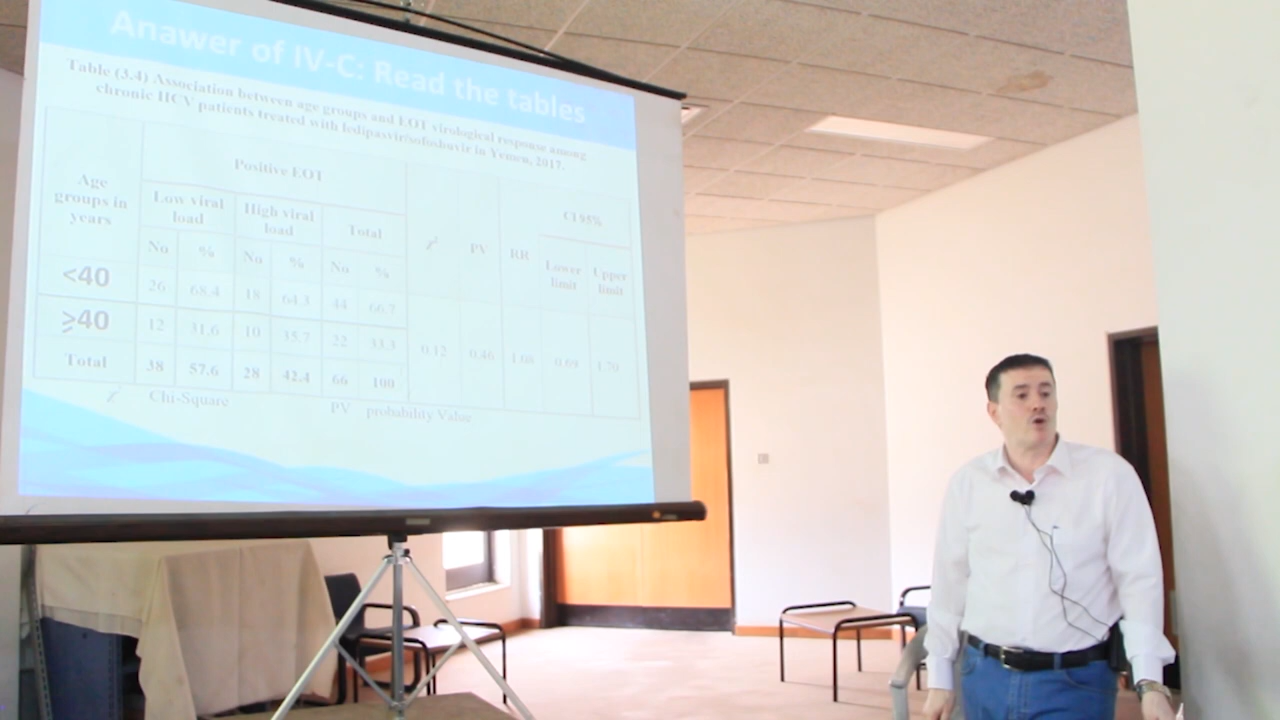 Anawer of IV-C: Read the tables
Table (3.4) Association between age groups and EOT virological response among
chronic HCV patients treated with ledipasvir/sofosbuvir in Yemen, 2017.
Age groups in years Positive EOT χ² PV RR CI 95%
Low viral load High viral load Total Lower limit Upper limit
No % No % No %
<40 26 68.4 18 64.3 44 66.7
≥40 12 31.6 10 35.7 22 33.3 0.12 0.46 0.69 1.70
Total 38 57.6 28 42.4 66 100
χ² Chi-Square PV probability Value